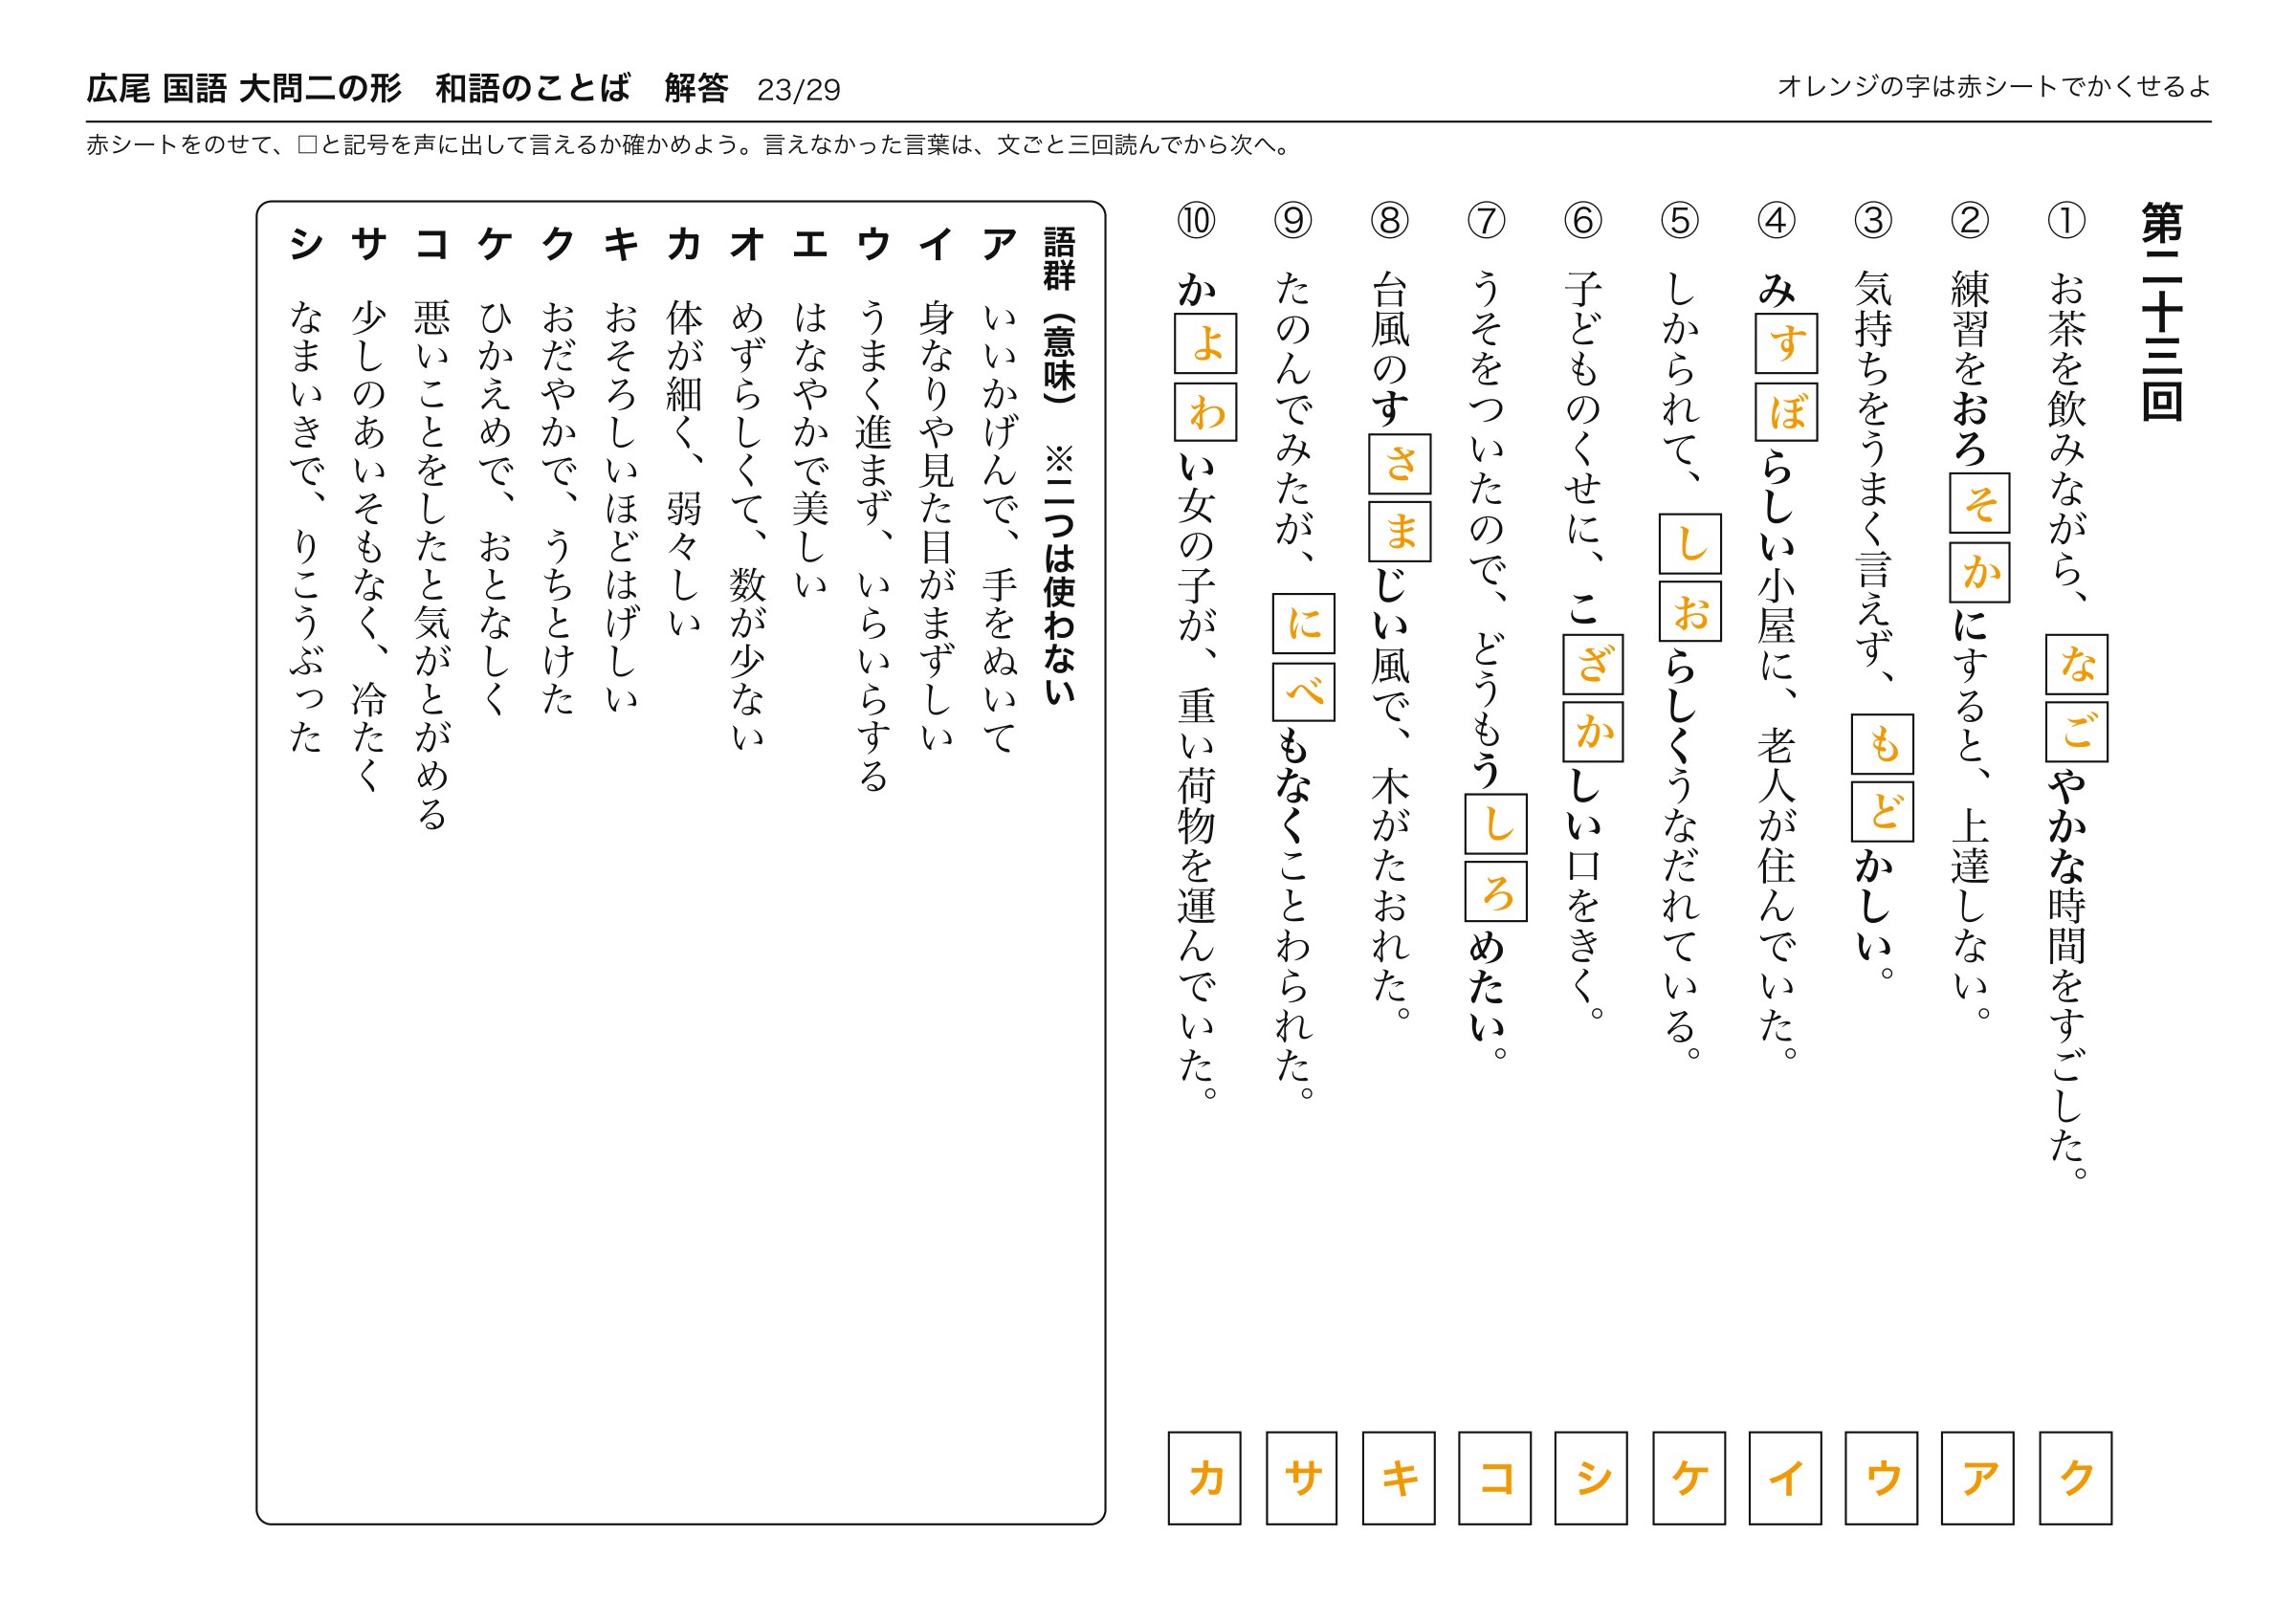 広尾 国語 大問二の形　和語のことば　解答　23/29
オレンジの字は赤シートでかくせるよ
赤シートをのせて、□と記号を声に出して言えるか確かめよう。言えなかった言葉は、文ごと三回読んでから次へ。
第二十三回
① お茶を飲みながら、なごやかな時間をすごした。 ク
② 練習をおろそかにすると、上達しない。 ア
③ 気持ちをうまく言えず、もどかしい。 ウ
④ みすぼらしい小屋に、老人が住んでいた。 イ
⑤ しかられて、しおらしくうなだれている。 ケ
⑥ 子どものくせに、こざかしい口をきく。 シ
⑦ うそをついたので、どうもうしろめたい。 コ
⑧ 台風のすさまじい風で、木がたおれた。 キ
⑨ たのんでみたが、にべもなくことわられた。 サ
⑩ かよわい女の子が、重い荷物を運んでいた。 カ
語群（意味）　※二つは使わない
ア　いいかげんで、手をぬいて
イ　身なりや見た目がまずしい
ウ　うまく進まず、いらいらする
エ　はなやかで美しい
オ　めずらしくて、数が少ない
カ　体が細く、弱々しい
キ　おそろしいほどはげしい
ク　おだやかで、うちとけた
ケ　ひかえめで、おとなしく
コ　悪いことをしたと気がとがめる
サ　少しのあいそもなく、冷たく
シ　なまいきで、りこうぶった